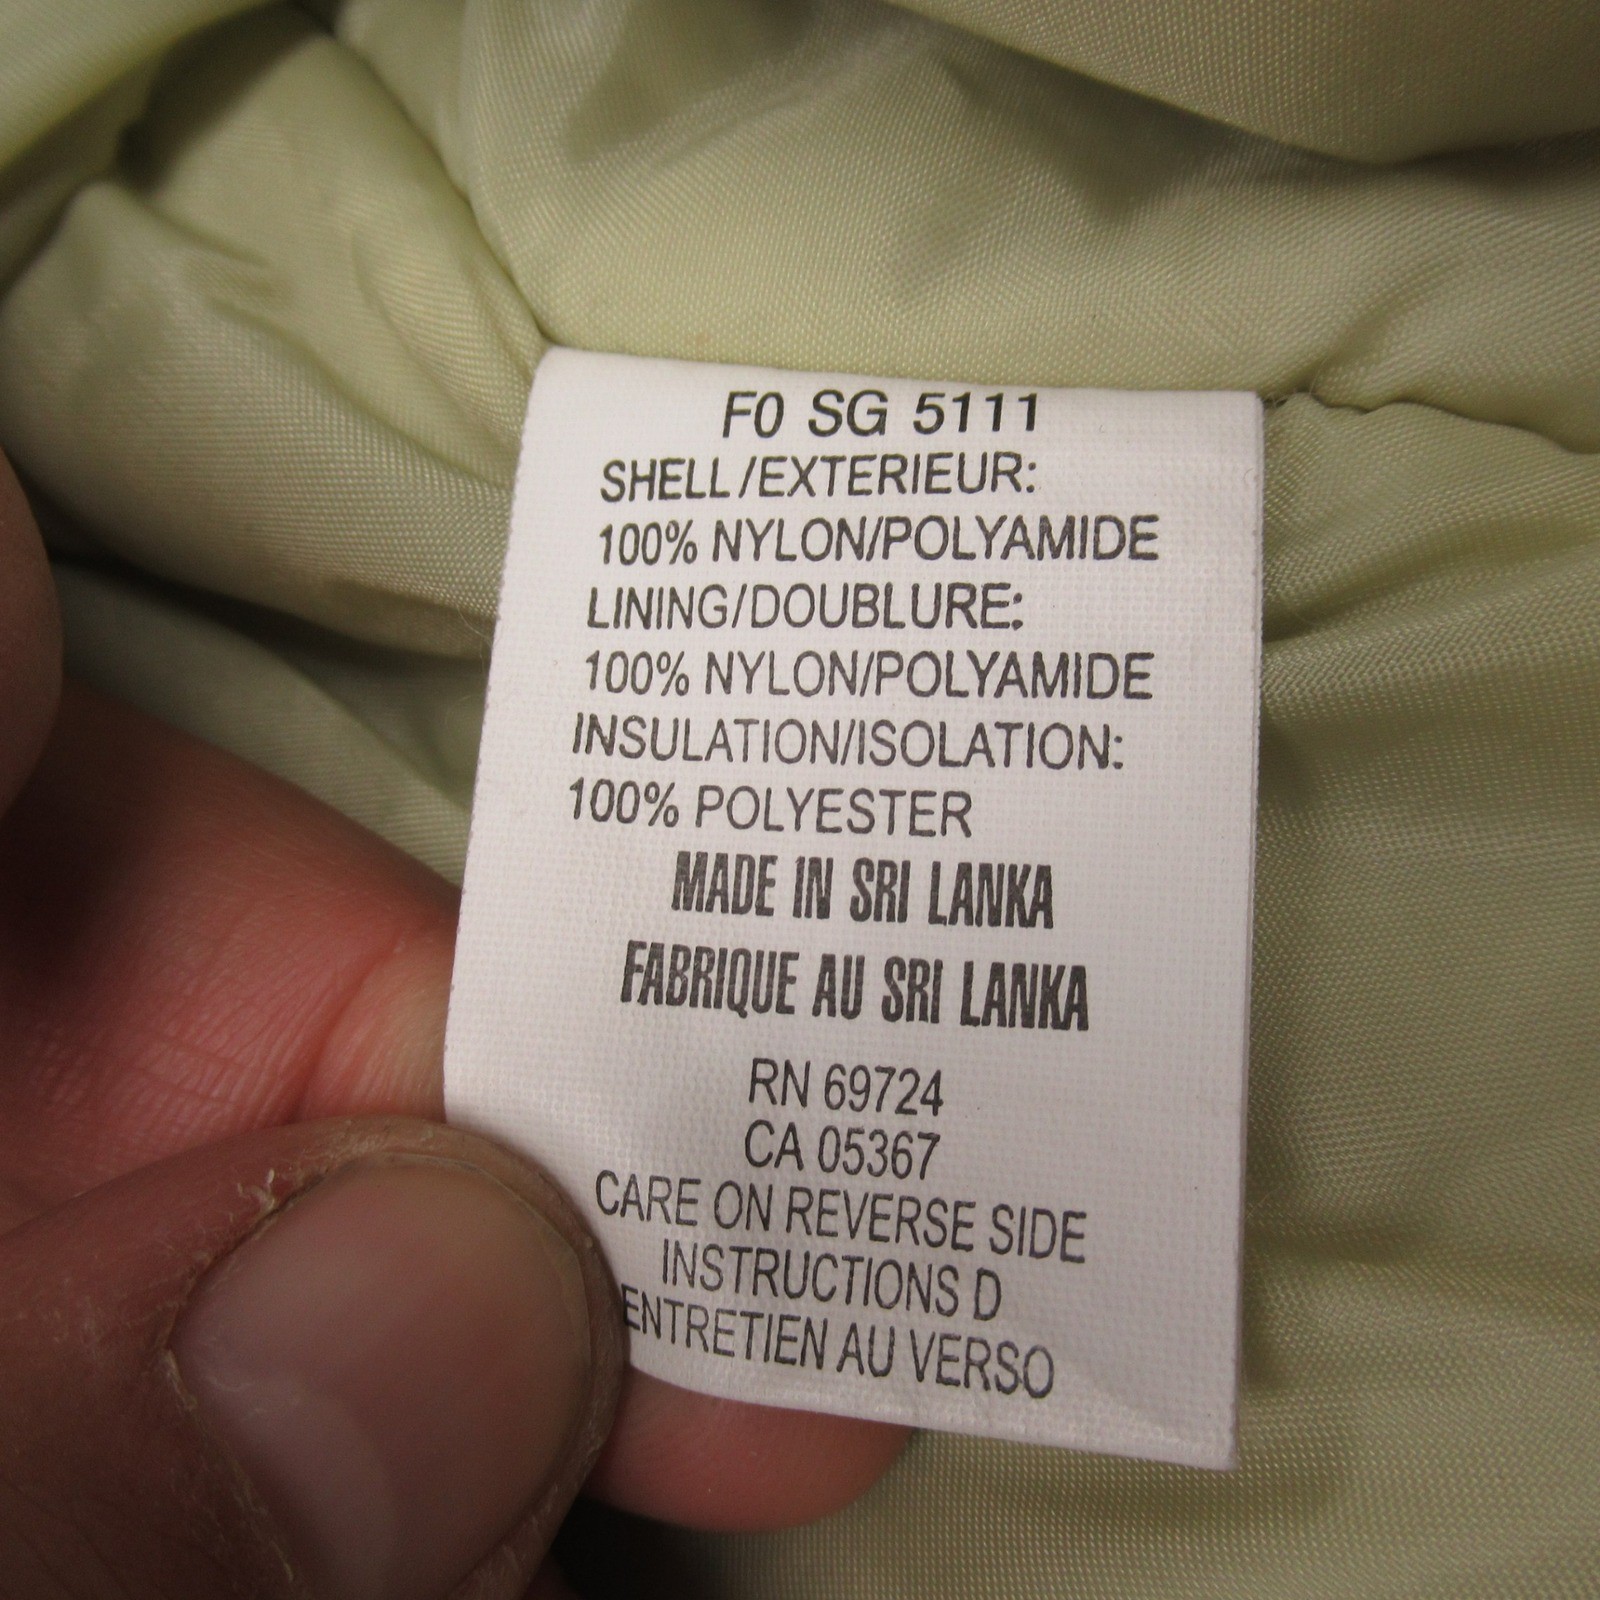 F0 SG 5111
SHELL/EXTERIEUR:
100% NYLON/POLYAMIDE
LINING/DOUBLURE:
100% NYLON/POLYAMIDE
INSULATION/ISOLATION:
100% POLYESTER
MADE IN SRI LANKA
FABRIQUE AU SRI LANKA
RN 69724
CA 05367
CARE ON REVERSE SIDE
INSTRUCTIONS D
ENTRETIEN AU VERSO